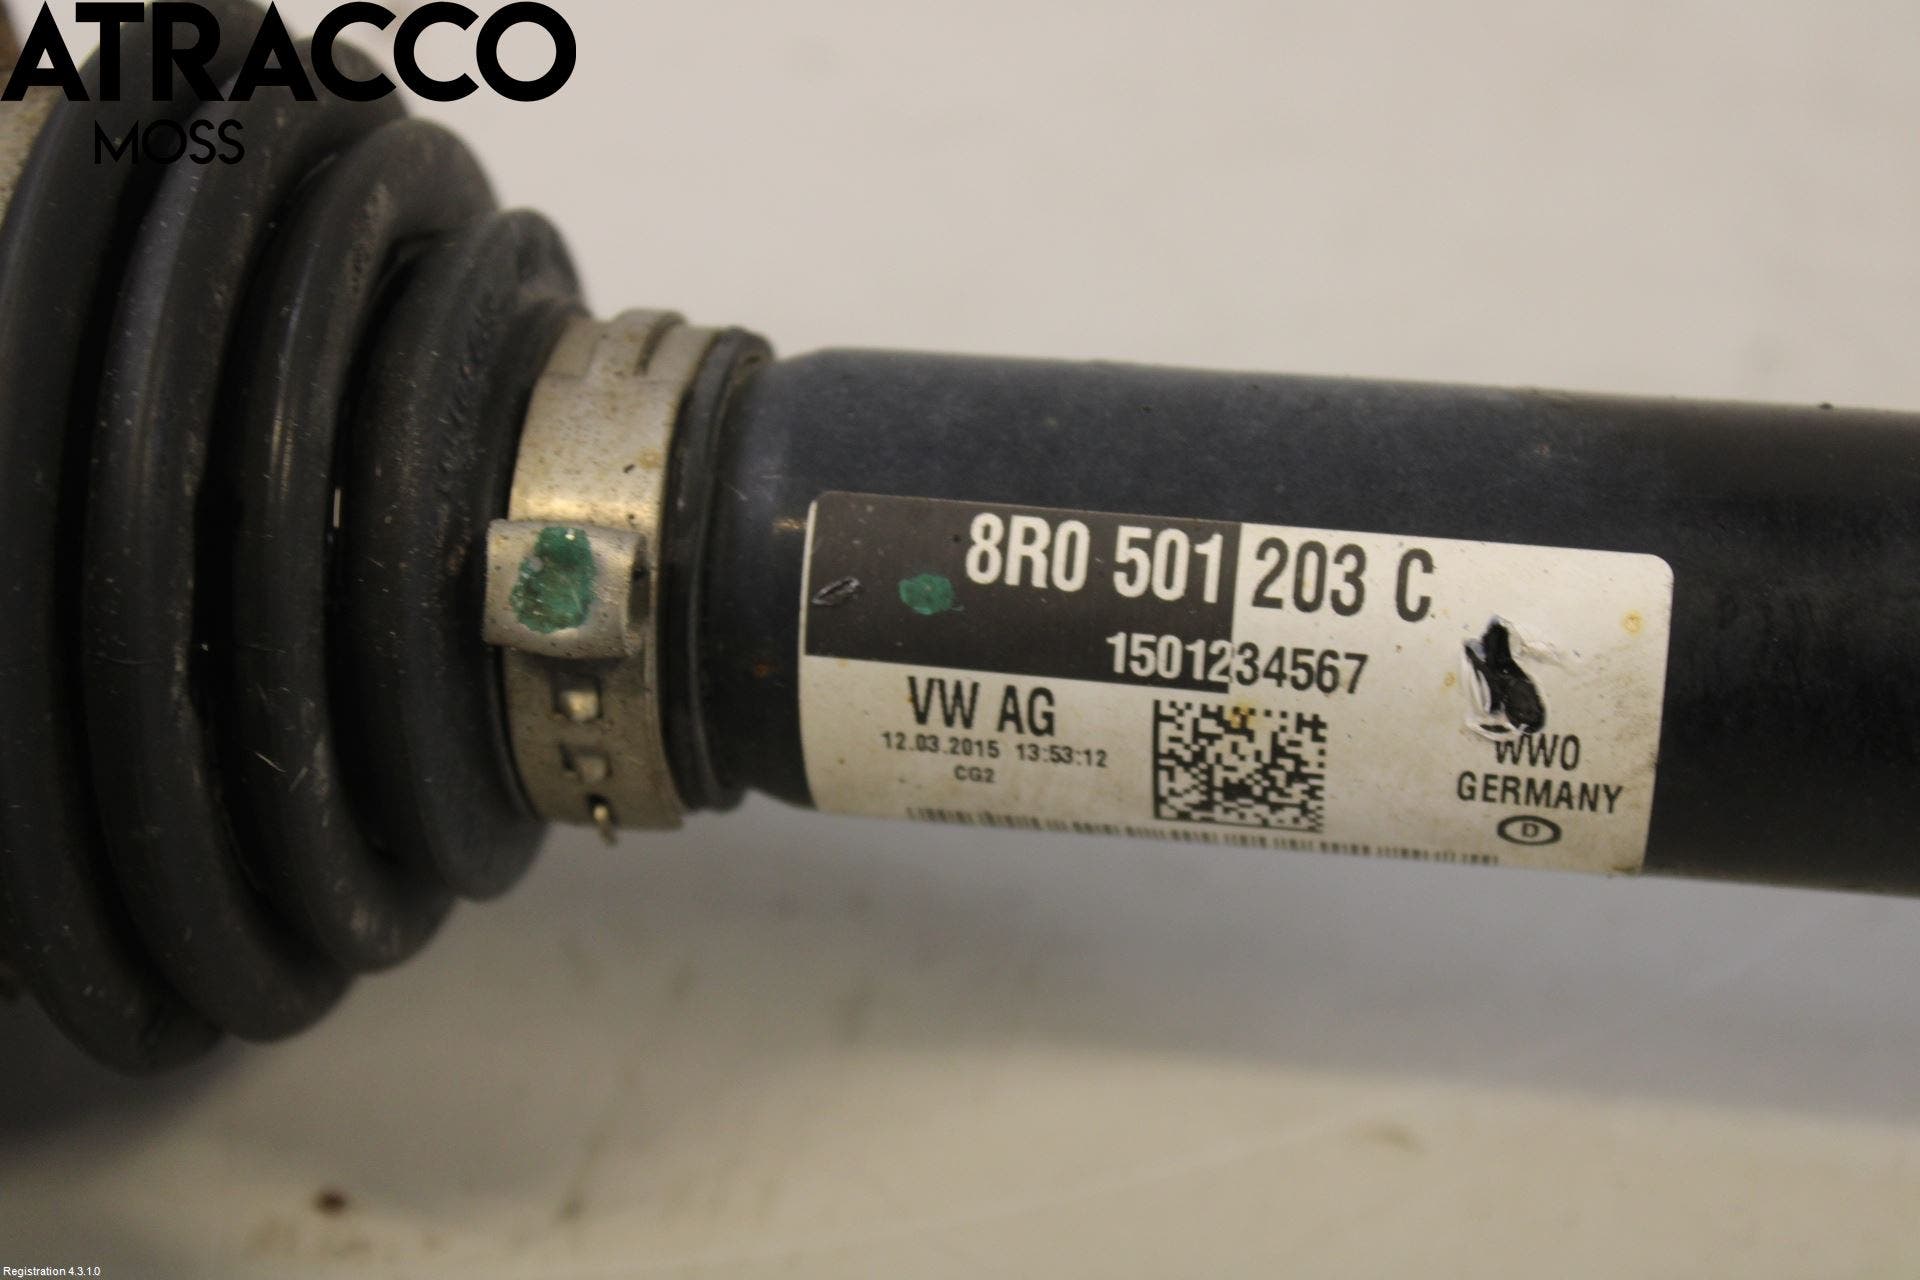 ATRACCO
MOSS
8R0 501 203 C
1501234567
VW AG
12.03.2015 13:53:12
CG2
WWO
GERMANY
D
Registration 4.3.1.0